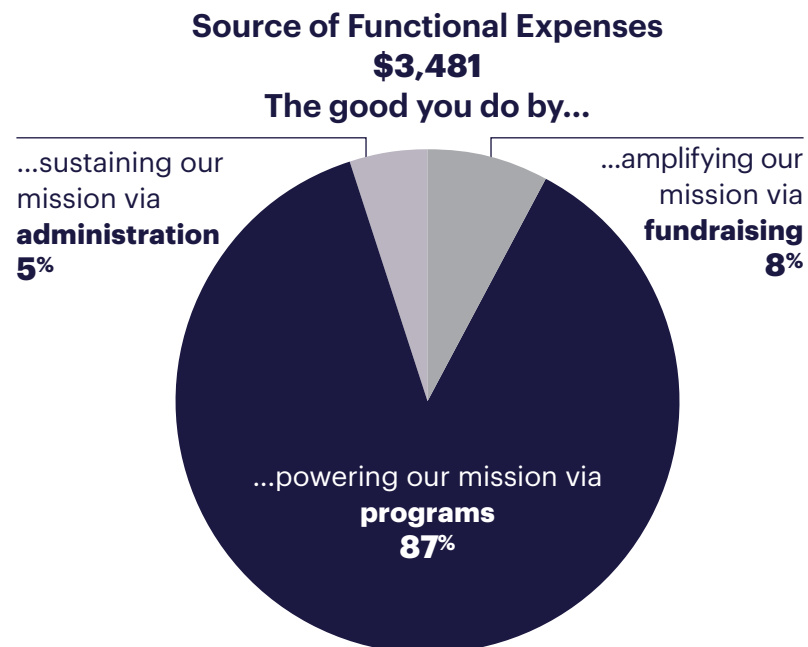 Source of Functional Expenses
$3,481
The good you do by...
...sustaining our
mission via
administration
5%
...amplifying our
mission via
fundraising
8%
...powering our mission via
programs
87%